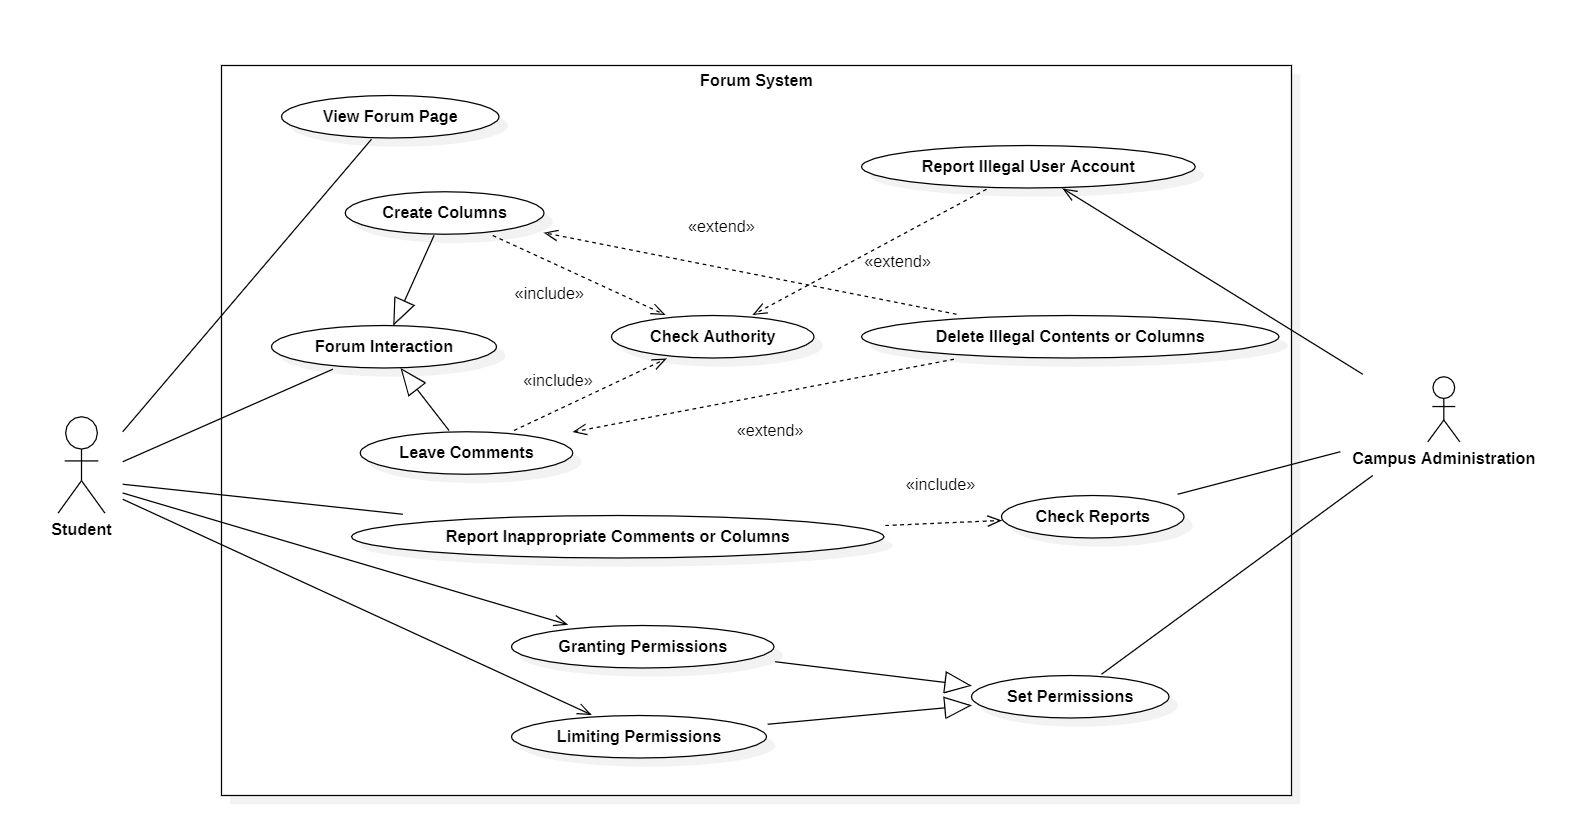 Forum System
View Forum Page
Report Illegal User Account
Create Columns
«extend»
«extend»
«include»
Check Authority
Delete Illegal Contents or Columns
Forum Interaction
«include»
«extend»
Leave Comments
Campus Administration
«include»
Check Reports
Student
Report Inappropriate Comments or Columns
Granting Permissions
Set Permissions
Limiting Permissions